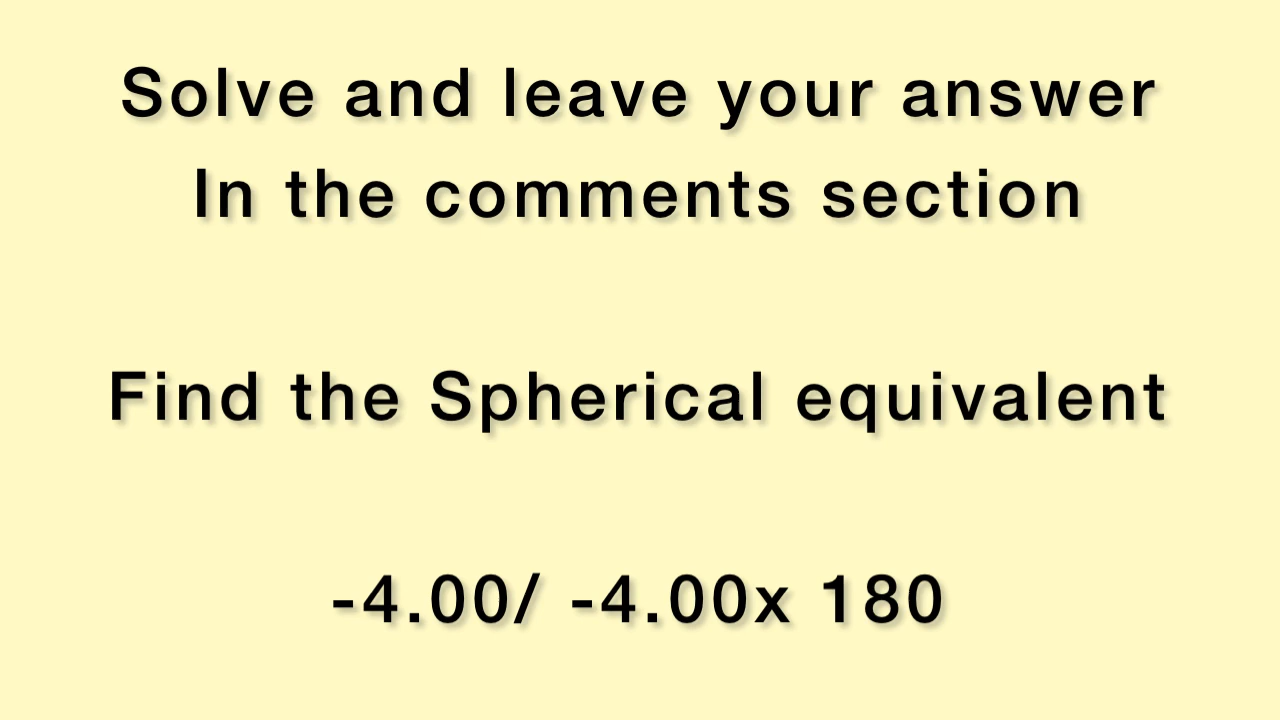 Solve and leave your answer
In the comments section
Find the Spherical equivalent
-4.00/ -4.00x 180